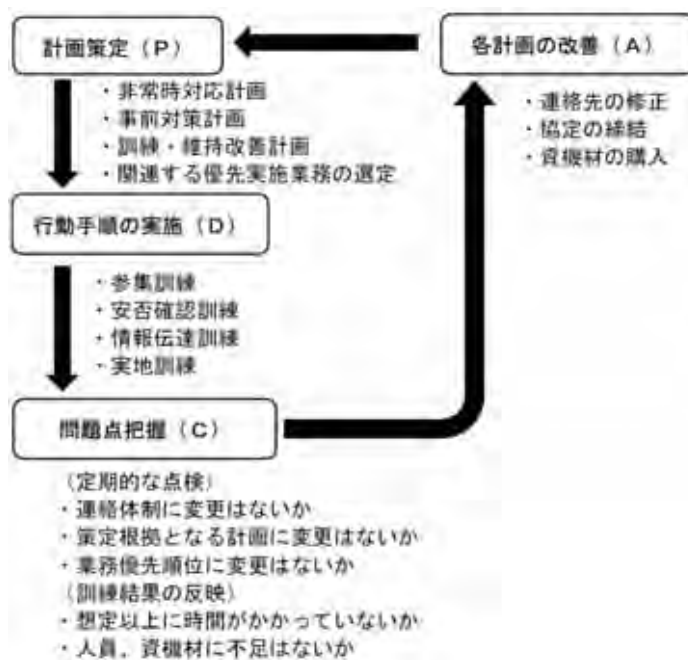 計画策定（P）
・非常時対応計画
・事前対策計画
・訓練・維持改善計画
・関連する優先実施業務の選定
行動手順の実施（D）
・参集訓練
・安否確認訓練
・情報伝達訓練
・実地訓練
問題点把握（C）
（定期的な点検）
・連絡体制に変更はないか
・策定根拠となる計画に変更はないか
・業務優先順位に変更はないか
（訓練結果の反映）
・想定以上に時間がかかっていないか
・人員、資機材に不足はないか
各計画の改善（A）
・連絡先の修正
・協定の締結
・資機材の購入